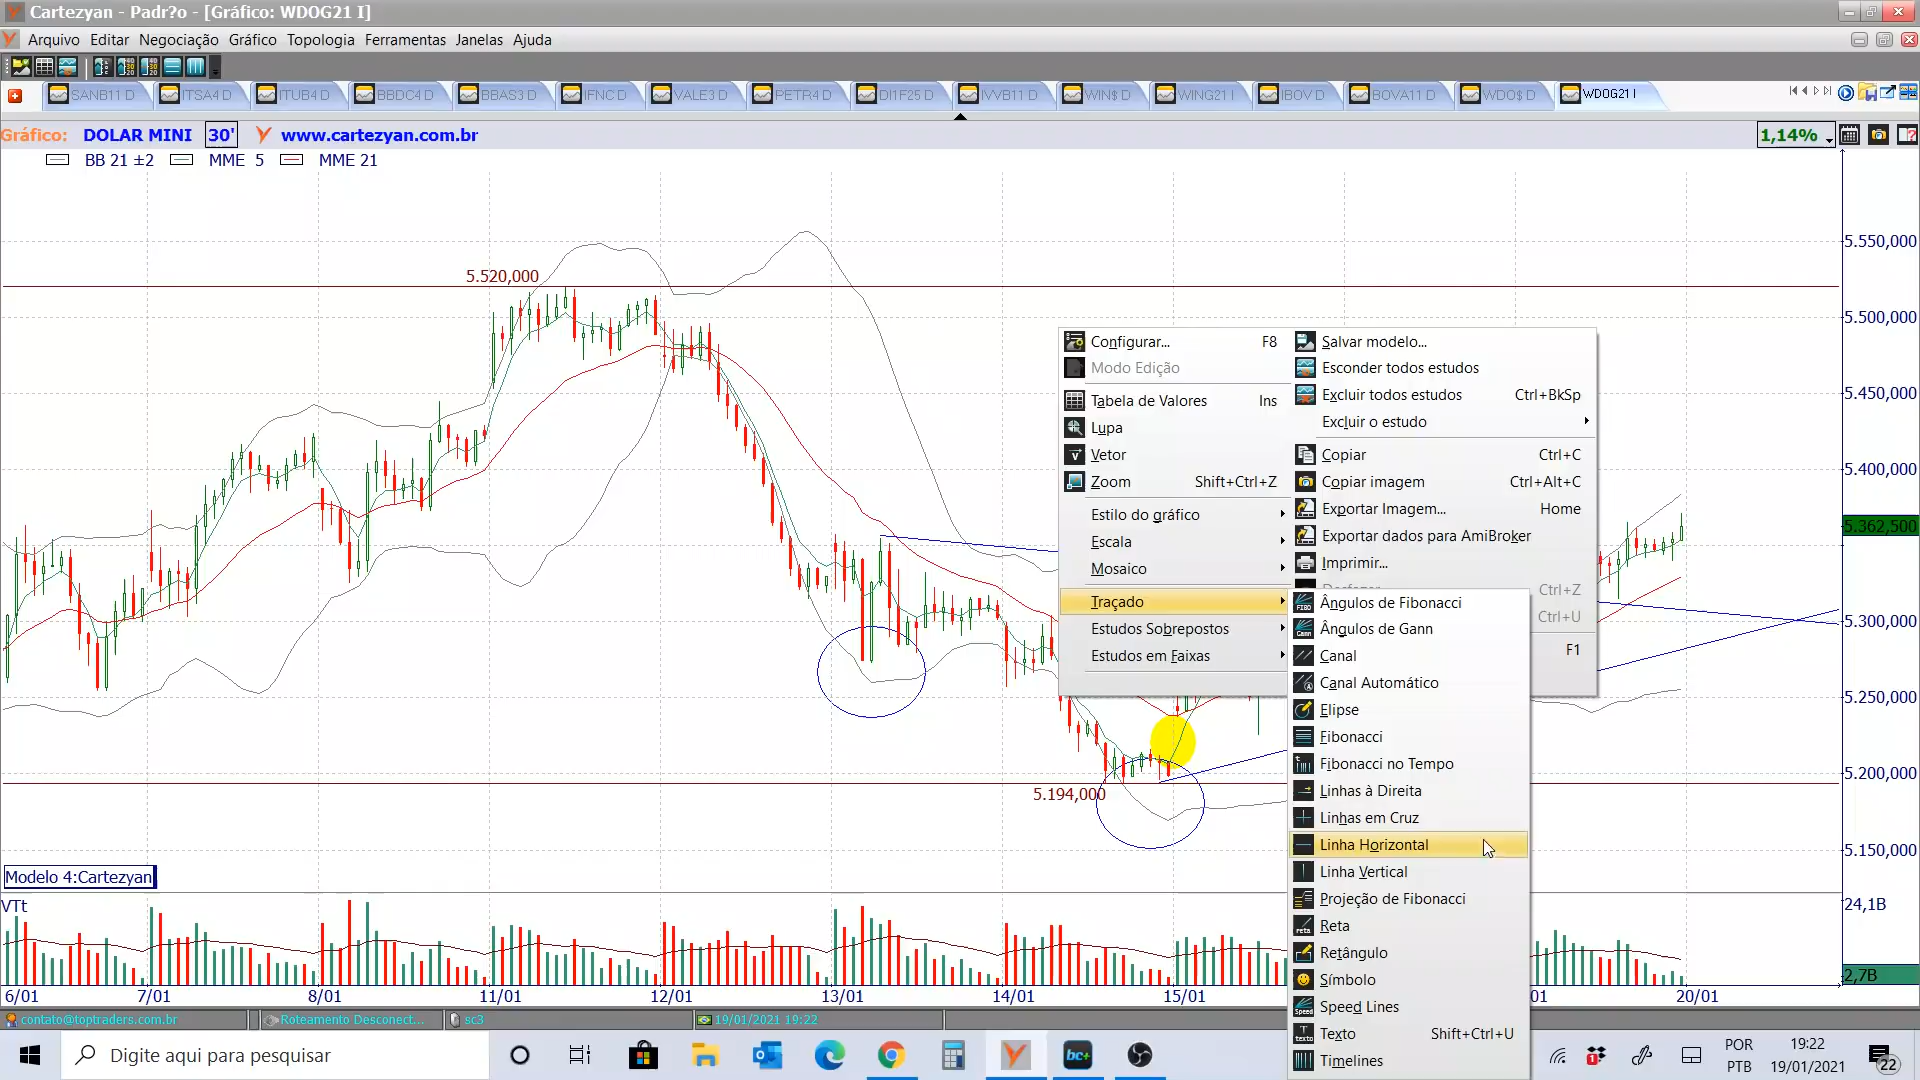 Cartezyan - Padr?o - [Gráfico: WDOG21 I]
Arquivo Editar Negociação Gráfico Topologia Ferramentas Janelas Ajuda
SANB11 D ITSA4 D ITUB4 D BBDC4 D BBAS3 D IFNC D VALE3 D PETR4 D DI1F25 D IVVB11 D WIN$ D WING21 I IBOV D BOVA11 D WDO$ D WDOG21 I
Gráfico: DOLAR MINI 30' www.cartezyan.com.br 1,14%
BB 21 ±2 MME 5 MME 21
5.550,000
5.520,000
5.500,000
5.450,000
5.400,000
5.362,500
5.300,000
5.250,000
5.200,000
5.194,000
5.150,000
Configurar... F8
Modo Edição
Tabela de Valores Ins
Lupa
Vetor
Zoom Shift+Ctrl+Z
Estilo do gráfico
Escala
Mosaico
Traçado
Estudos Sobrepostos
Estudos em Faixas
Salvar modelo...
Esconder todos estudos
Excluir todos estudos Ctrl+BkSp
Excluir o estudo
Copiar Ctrl+C
Copiar imagem Ctrl+Alt+C
Exportar Imagem... Home
Exportar dados para AmiBroker
Imprimir...
Ctrl+Z
Ctrl+U
F1
Ângulos de Fibonacci
Ângulos de Gann
Canal
Canal Automático
Elipse
Fibonacci
Fibonacci no Tempo
Linhas à Direita
Linhas em Cruz
Linha Horizontal
Linha Vertical
Projeção de Fibonacci
Reta
Retângulo
Símbolo
Speed Lines
Texto Shift+Ctrl+U
Timelines
Modelo 4:Cartezyan
VTt
24,1B
2,7B
6/01 7/01 8/01 11/01 12/01 13/01 14/01 15/01 01 20/01
contato@toptraders.com.br Roteamento Desconect... sc3 19/01/2021 19:22
Digite aqui para pesquisar
bc+
POR
PTB
19:22
19/01/2021
22